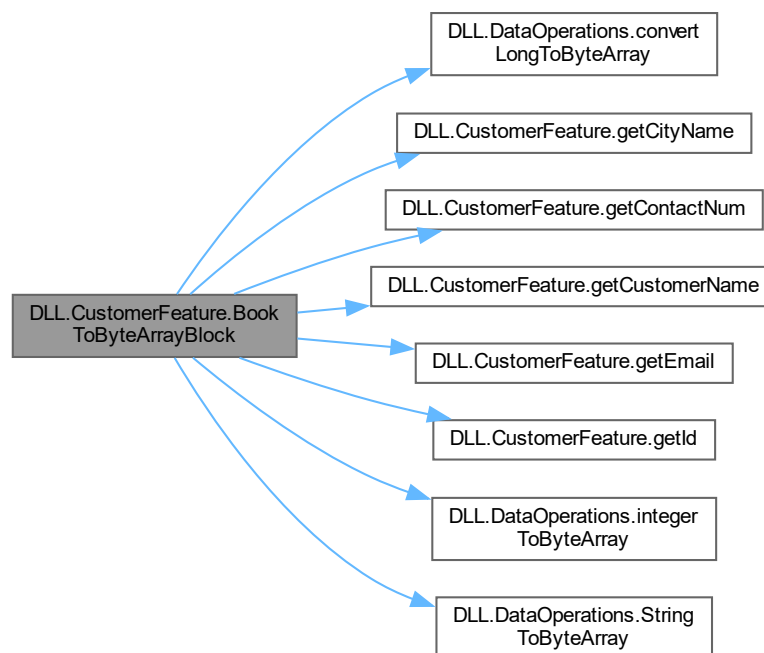 DLL.DataOperations.convert
LongToByteArray
DLL.CustomerFeature.getCityName
DLL.CustomerFeature.getContactNum
DLL.CustomerFeature.getCustomerName
DLL.CustomerFeature.Book
ToByteArrayBlock
DLL.CustomerFeature.getEmail
DLL.CustomerFeature.getId
DLL.DataOperations.integer
ToByteArray
DLL.DataOperations.String
ToByteArray